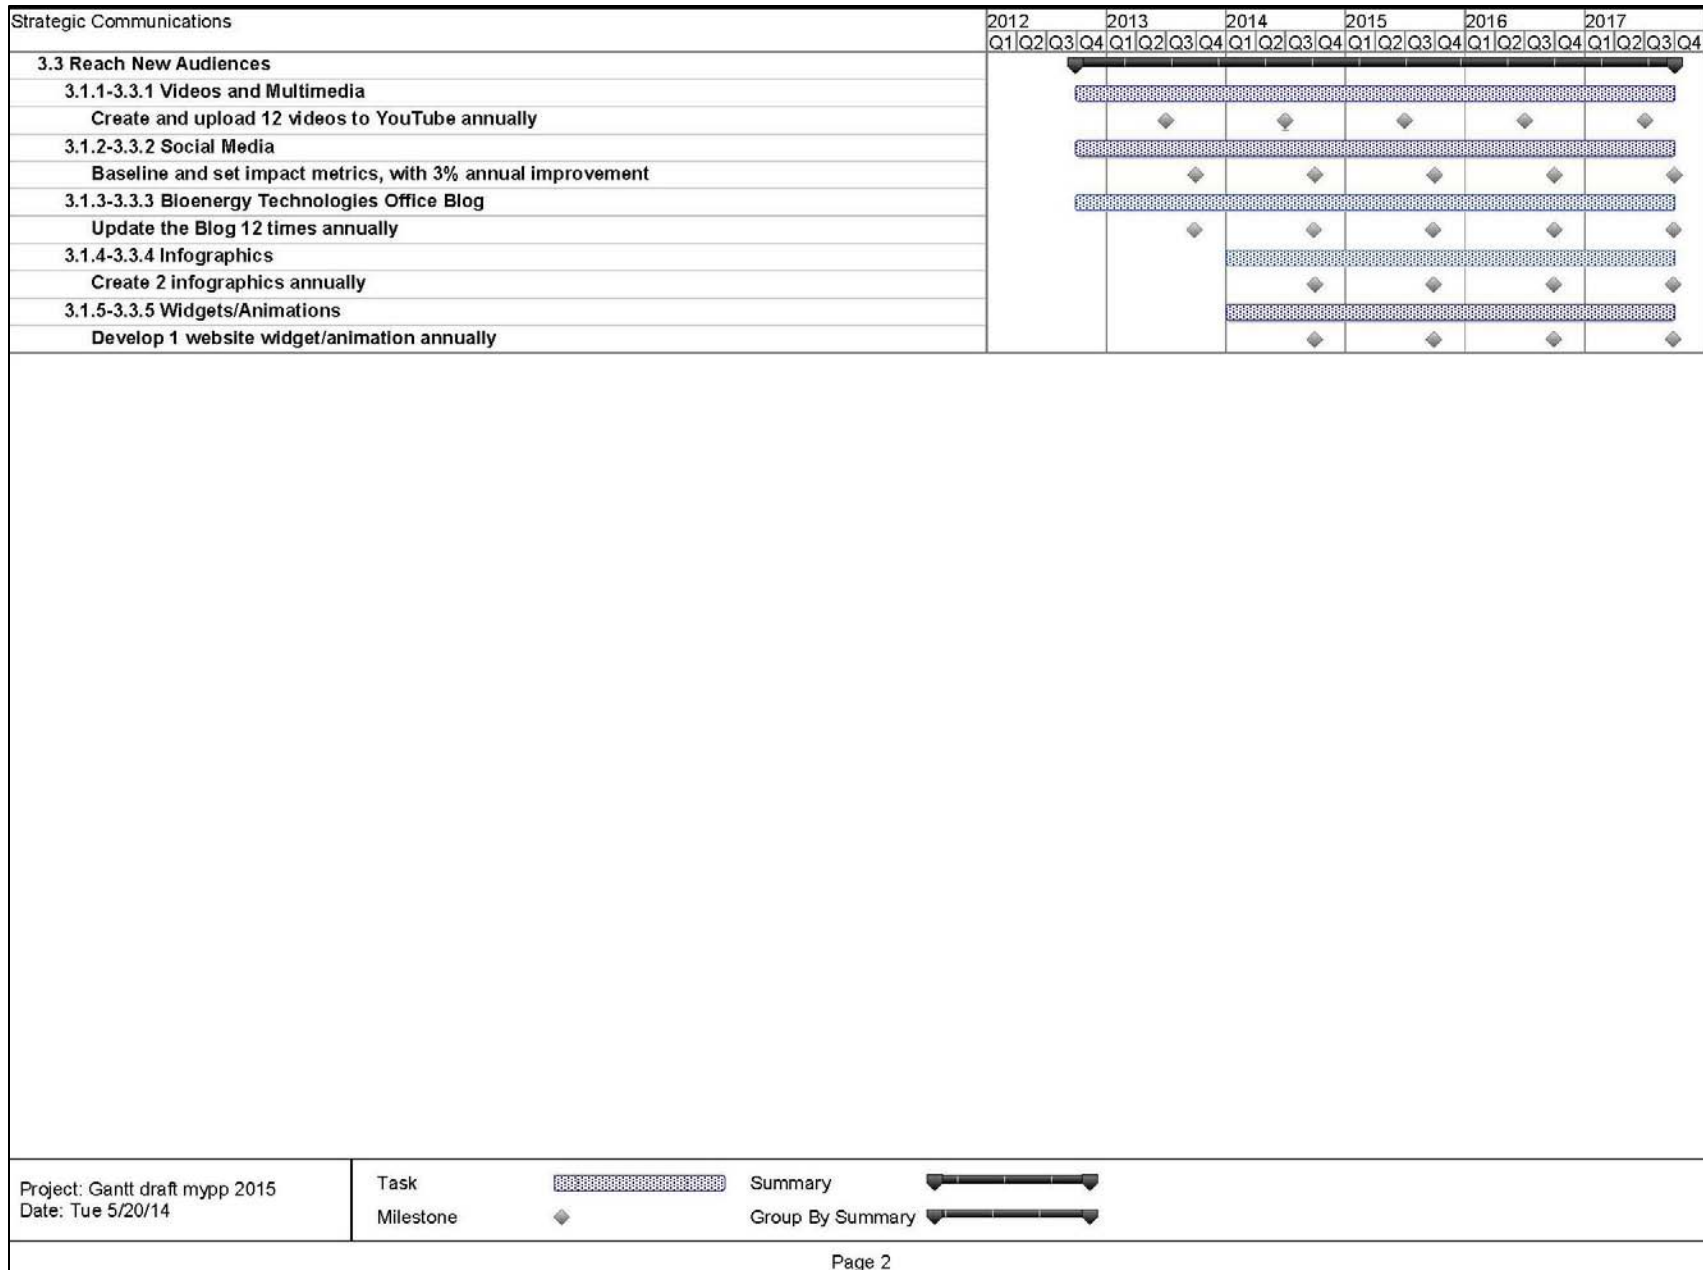 Strategic Communications
2012 2013 2014 2015 2016 2017
Q1 Q2 Q3 Q4 Q1 Q2 Q3 Q4 Q1 Q2 Q3 Q4 Q1 Q2 Q3 Q4 Q1 Q2 Q3 Q4 Q1 Q2 Q3 Q4
3.3 Reach New Audiences
3.1.1-3.3.1 Videos and Multimedia
Create and upload 12 videos to YouTube annually
3.1.2-3.3.2 Social Media
Baseline and set impact metrics, with 3% annual improvement
3.1.3-3.3.3 Bioenergy Technologies Office Blog
Update the Blog 12 times annually
3.1.4-3.3.4 Infographics
Create 2 infographics annually
3.1.5-3.3.5 Widgets/Animations
Develop 1 website widget/animation annually
Project: Gantt draft mypp 2015
Date: Tue 5/20/14
Task
Milestone
Summary
Group By Summary
Page 2